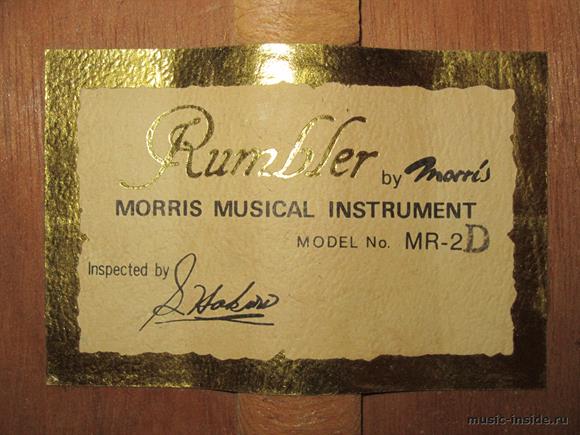 Rumbler by Morris
MORRIS MUSICAL INSTRUMENT
MODEL No. MR-2D
Inspected by
music-inside.ru